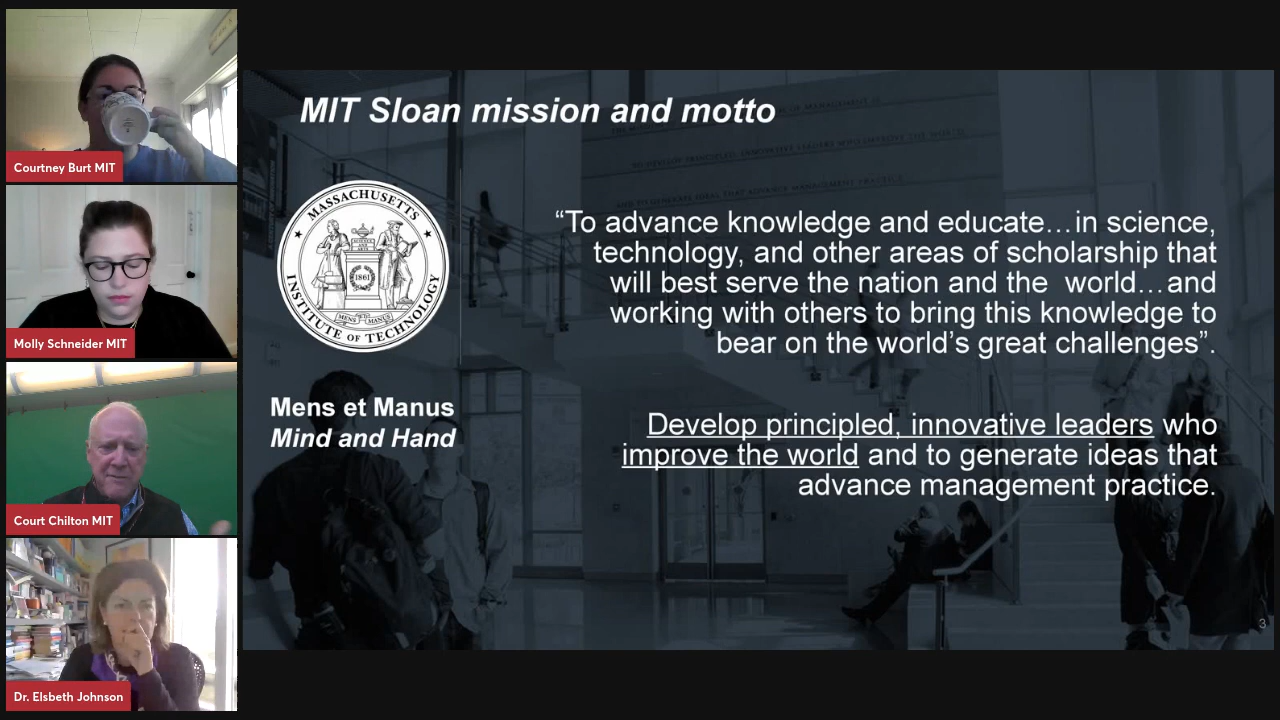 Courtney Burt MIT
Molly Schneider MIT
Court Chilton MIT
Dr. Elsbeth Johnson
MIT Sloan mission and motto
MASSACHUSETTS
INSTITUTE OF TECHNOLOGY
1861
MENS ET MANUS
Mens et Manus
Mind and Hand
“To advance knowledge and educate…in science,
technology, and other areas of scholarship that
will best serve the nation and the  world…and
working with others to bring this knowledge to
bear on the world’s great challenges”.
Develop principled, innovative leaders who
improve the world and to generate ideas that
advance management practice.
3